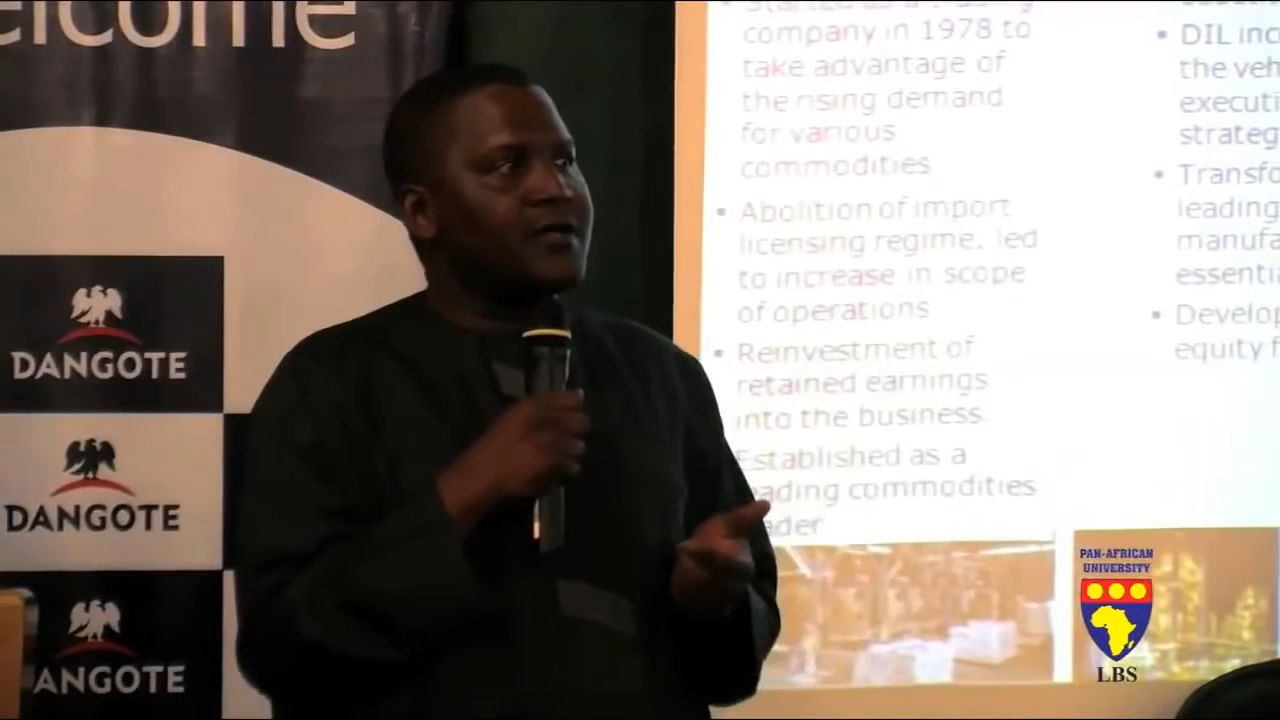 elcome
DANGOTE
DANGOTE
ANGOTE
company in 1978 to
take advantage of
the rising demand
for various
commodities
▪ Abolition of import
licensing regime, led
to increase in scope
of operations
▪ Reinvestment of
retained earnings
into the business.
Established as a
eading commodities
ader
▪ DIL inc
the veh
executi
strateg
▪ Transfo
leading
manufa
essenti
▪ Develop
equity f
PAN-AFRICAN
UNIVERSITY
LBS